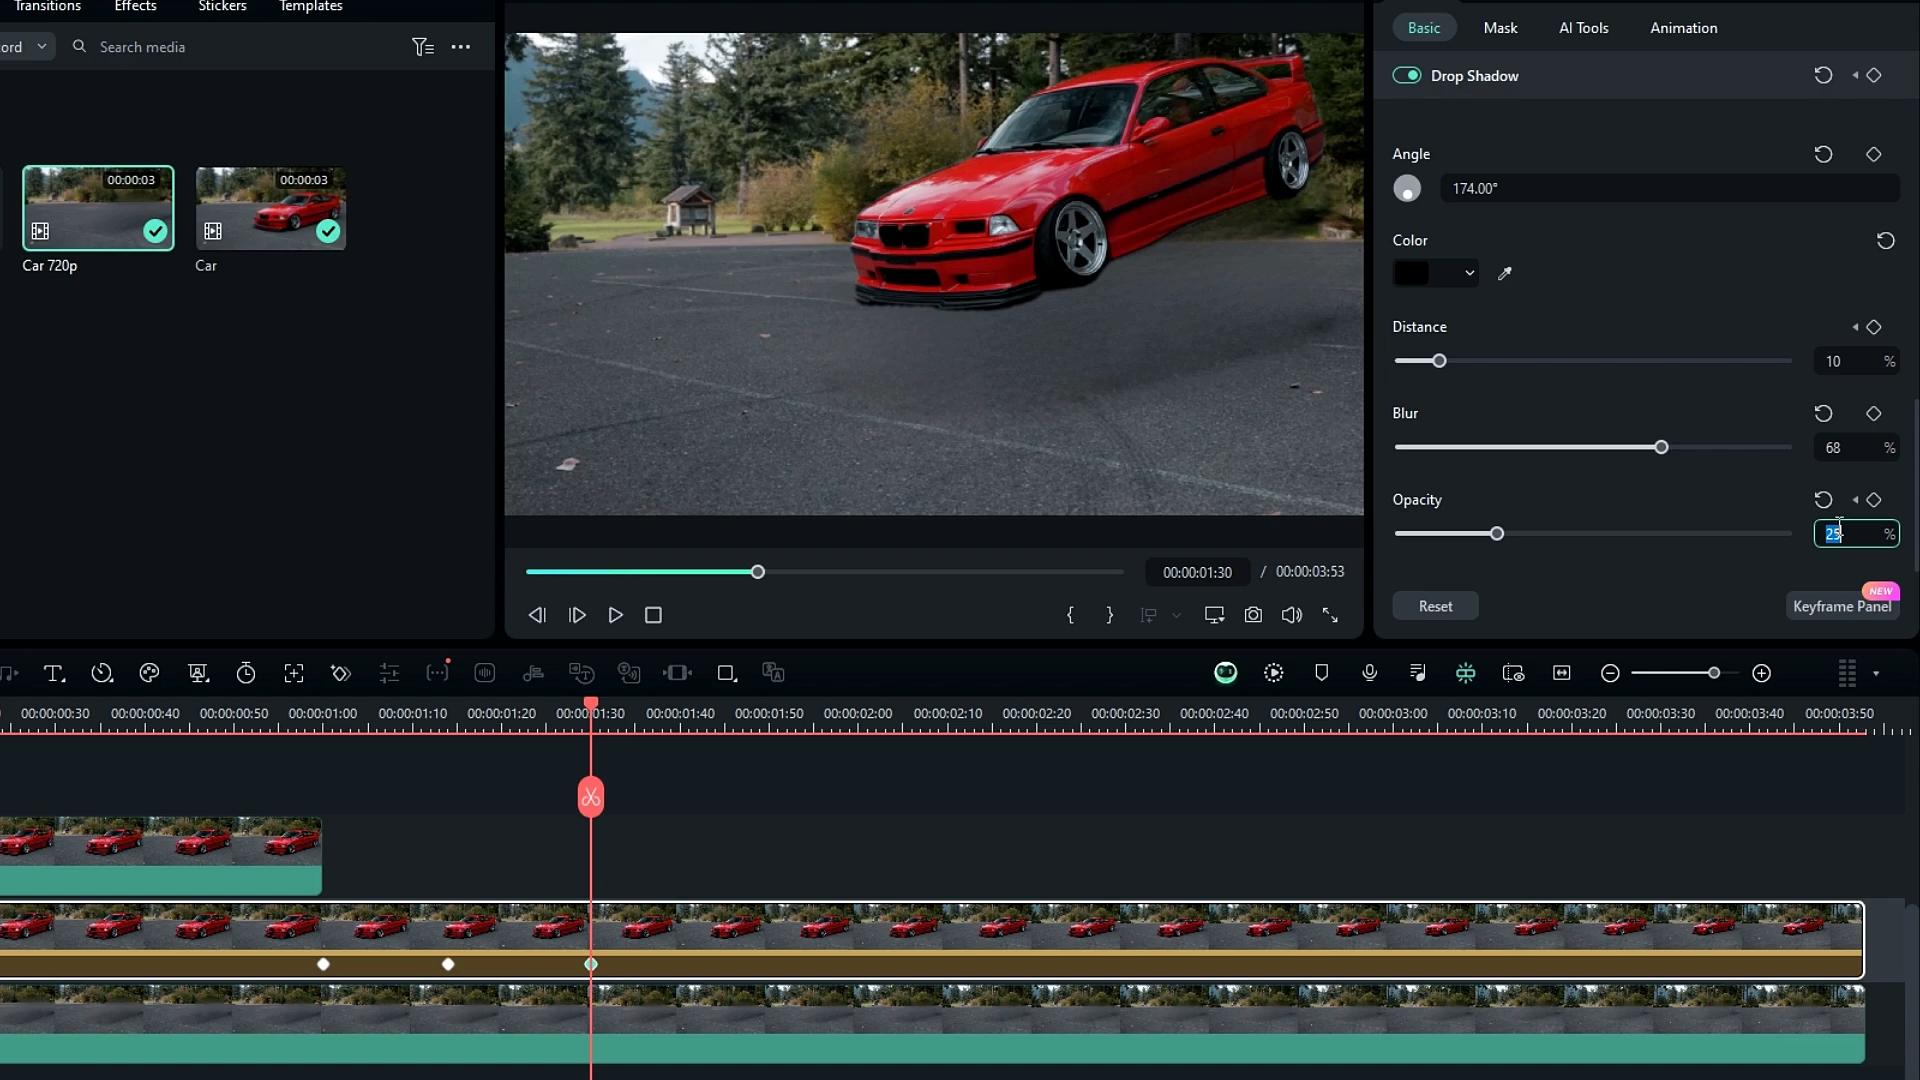 Transitions Effects Stickers Templates
ord Search media
00:00:03
Car 720p
00:00:03
Car
00:00:01:30 / 00:00:03:53
Basic Mask AI Tools Animation
Drop Shadow
Angle
174.00°
Color
Distance
10 %
Blur
68 %
Opacity
25 %
Reset
NEW
Keyframe Panel
00:00:00:30 00:00:00:40 00:00:00:50 00:00:01:00 00:00:01:10 00:00:01:20 00:00:01:30 00:00:01:40 00:00:01:50 00:00:02:00 00:00:02:10 00:00:02:20 00:00:02:30 00:00:02:40 00:00:02:50 00:00:03:00 00:00:03:10 00:00:03:20 00:00:03:30 00:00:03:40 00:00:03:50